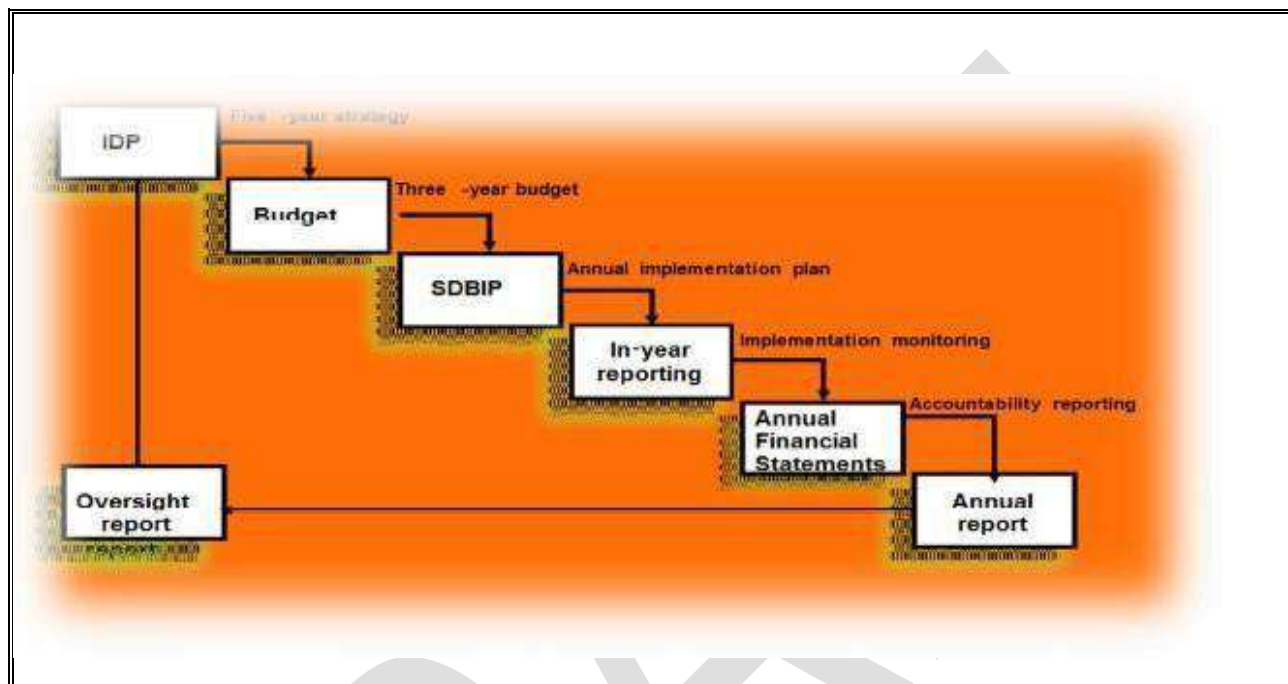 Five -year strategy
IDP
Three -year budget
Budget
Annual implementation plan
SDBIP
Implementation monitoring
In-year
reporting
Accountability reporting
Annual
Financial
Statements
Annual
report
Oversight
report